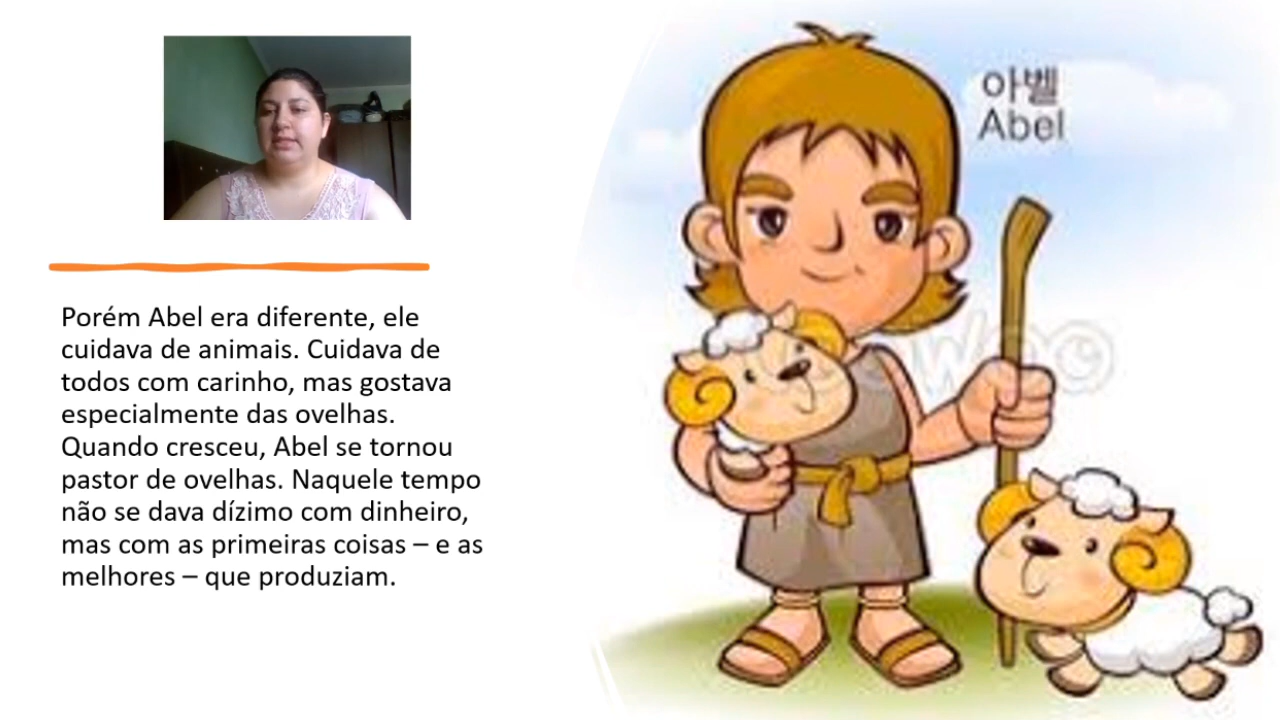 아벨
Abel
Porém Abel era diferente, ele
cuidava de animais. Cuidava de
todos com carinho, mas gostava
especialmente das ovelhas.
Quando cresceu, Abel se tornou
pastor de ovelhas. Naquele tempo
não se dava dízimo com dinheiro,
mas com as primeiras coisas – e as
melhores – que produziam.